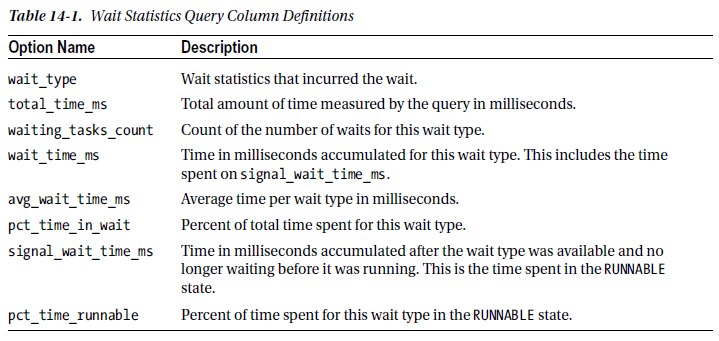 Table 14-1. Wait Statistics Query Column Definitions
Option Name Description
wait_type Wait statistics that incurred the wait.
total_time_ms Total amount of time measured by the query in milliseconds.
waiting_tasks_count Count of the number of waits for this wait type.
wait_time_ms Time in milliseconds accumulated for this wait type. This includes the time
spent on signal_wait_time_ms.
avg_wait_time_ms Average time per wait type in milliseconds.
pct_time_in_wait Percent of total time spent for this wait type.
signal_wait_time_ms Time in milliseconds accumulated after the wait type was available and no
longer waiting before it was running. This is the time spent in the RUNNABLE
state.
pct_time_runnable Percent of time spent for this wait type in the RUNNABLE state.